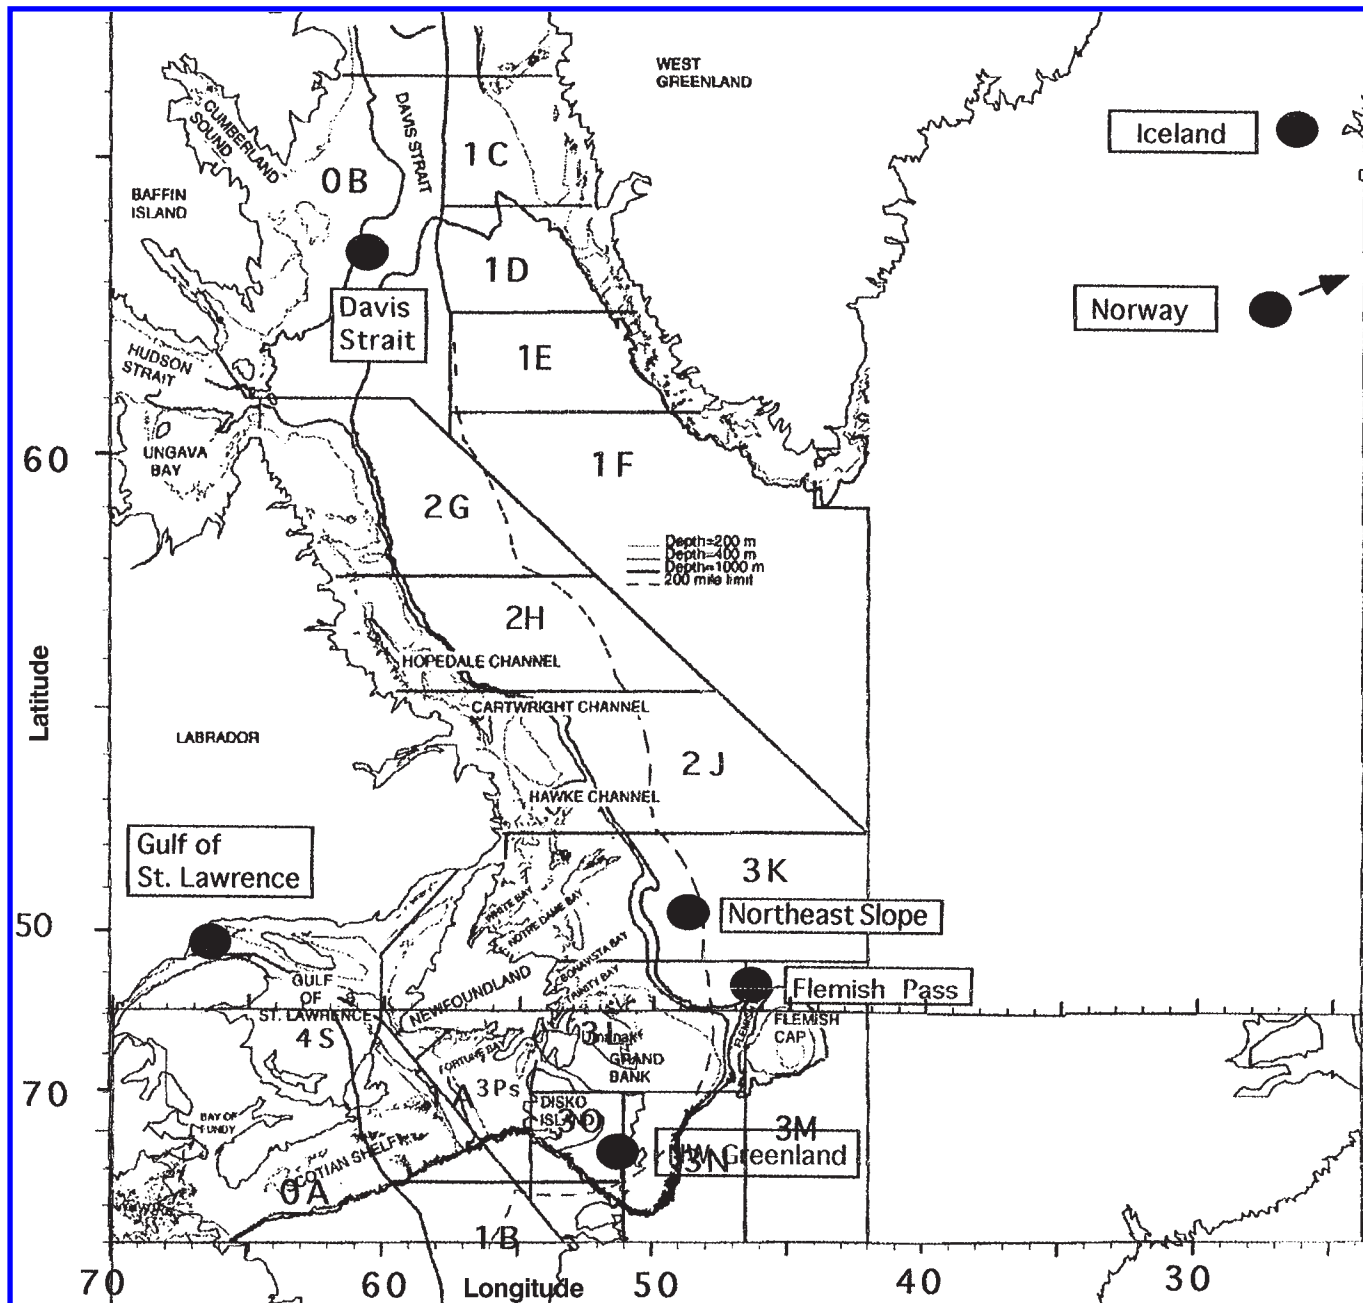 WEST
GREENLAND
Iceland
CUMBERLAND
SOUND
DAVIS STRAIT
1C
0B
BAFFIN
ISLAND
1D
Davis
Strait
Norway
HUDSON
STRAIT
1E
UNGAVA
BAY
60
1F
2G
Depth=200 m
Depth=400 m
Depth=1000 m
200 mile limit
2H
HOPEDALE CHANNEL
CARTWRIGHT CHANNEL
Latitude
LABRADOR
2J
HAWKE CHANNEL
Gulf of
St. Lawrence
3K
WHITE BAY
NOTRE DAME BAY
Northeast Slope
50
BONAVISTA BAY
TRINITY BAY
NEWFOUNDLAND
Flemish Pass
GULF
OF
ST. LAWRENCE
4S
FLEMISH
CAP
GRAND
BANK
FORTUNE BAY
3Ps
70
DISKO
ISLAND
3O
BAY OF
FUNDY
SCOTIAN SHELF
3M
NW Greenland
3N
0A
1B
70
60
Longitude
50
40
30